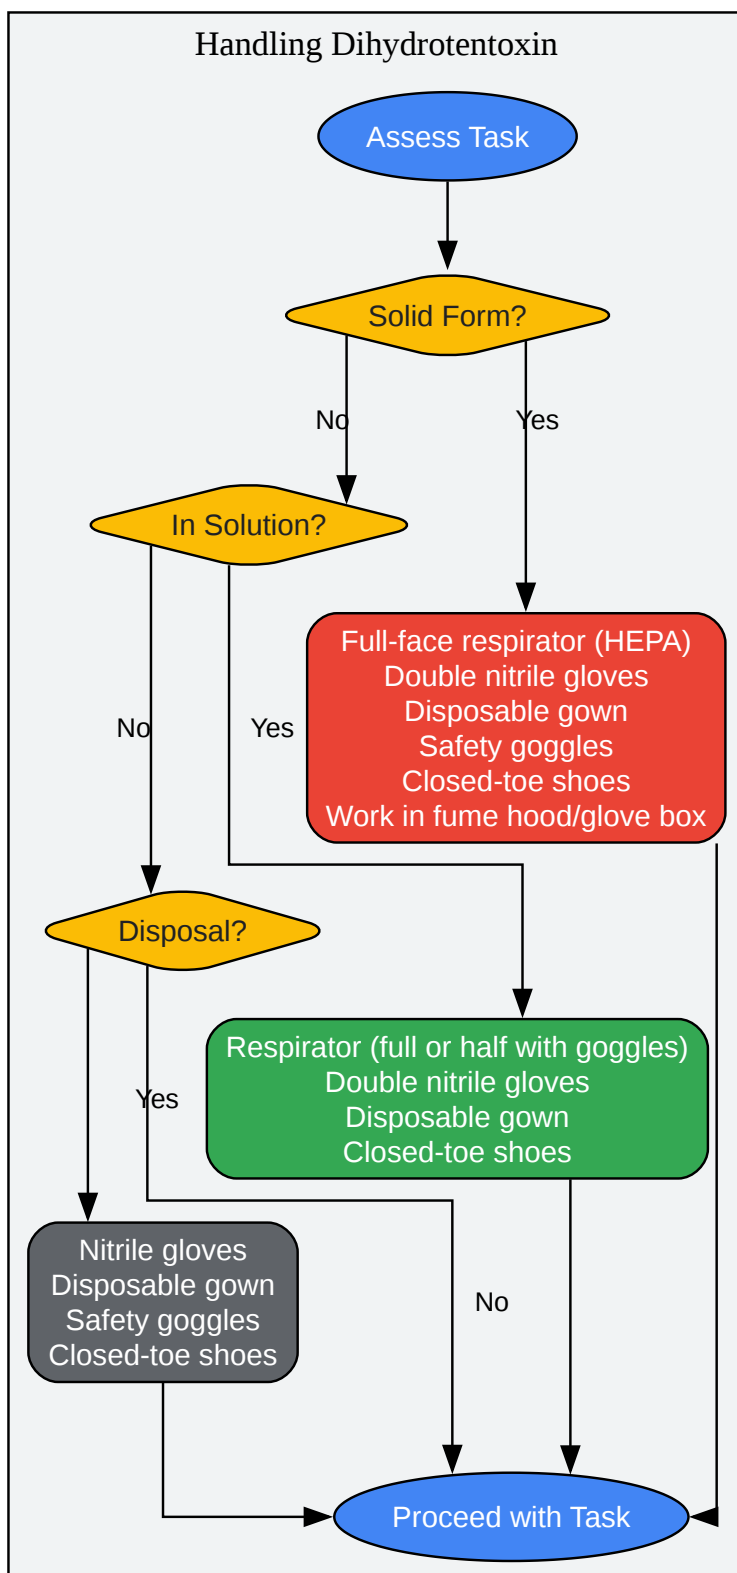 Handling Dihydrotentoxin
Assess Task
Solid Form?
No
Yes
In Solution?
Full-face respirator (HEPA)
Double nitrile gloves
Disposable gown
Safety goggles
Closed-toe shoes
Work in fume hood/glove box
No
Yes
Disposal?
Respirator (full or half with goggles)
Double nitrile gloves
Disposable gown
Closed-toe shoes
Yes
Nitrile gloves
Disposable gown
Safety goggles
Closed-toe shoes
No
Proceed with Task